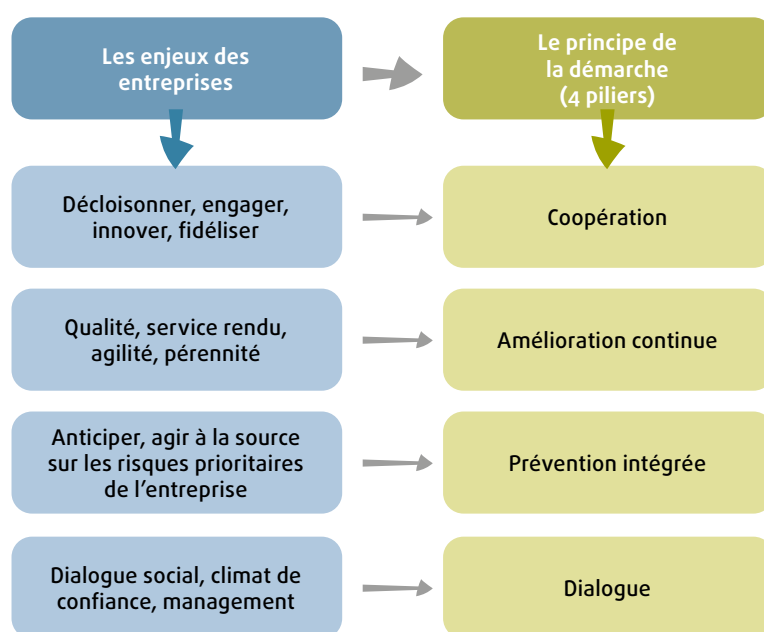 Les enjeux des
entreprises
Le principe de
la démarche
(4 piliers)
Décloisonner, engager,
innover, fidéliser
Coopération
Qualité, service rendu,
agilité, pérennité
Amélioration continue
Anticiper, agir à la source
sur les risques prioritaires
de l'entreprise
Prévention intégrée
Dialogue social, climat de
confiance, management
Dialogue